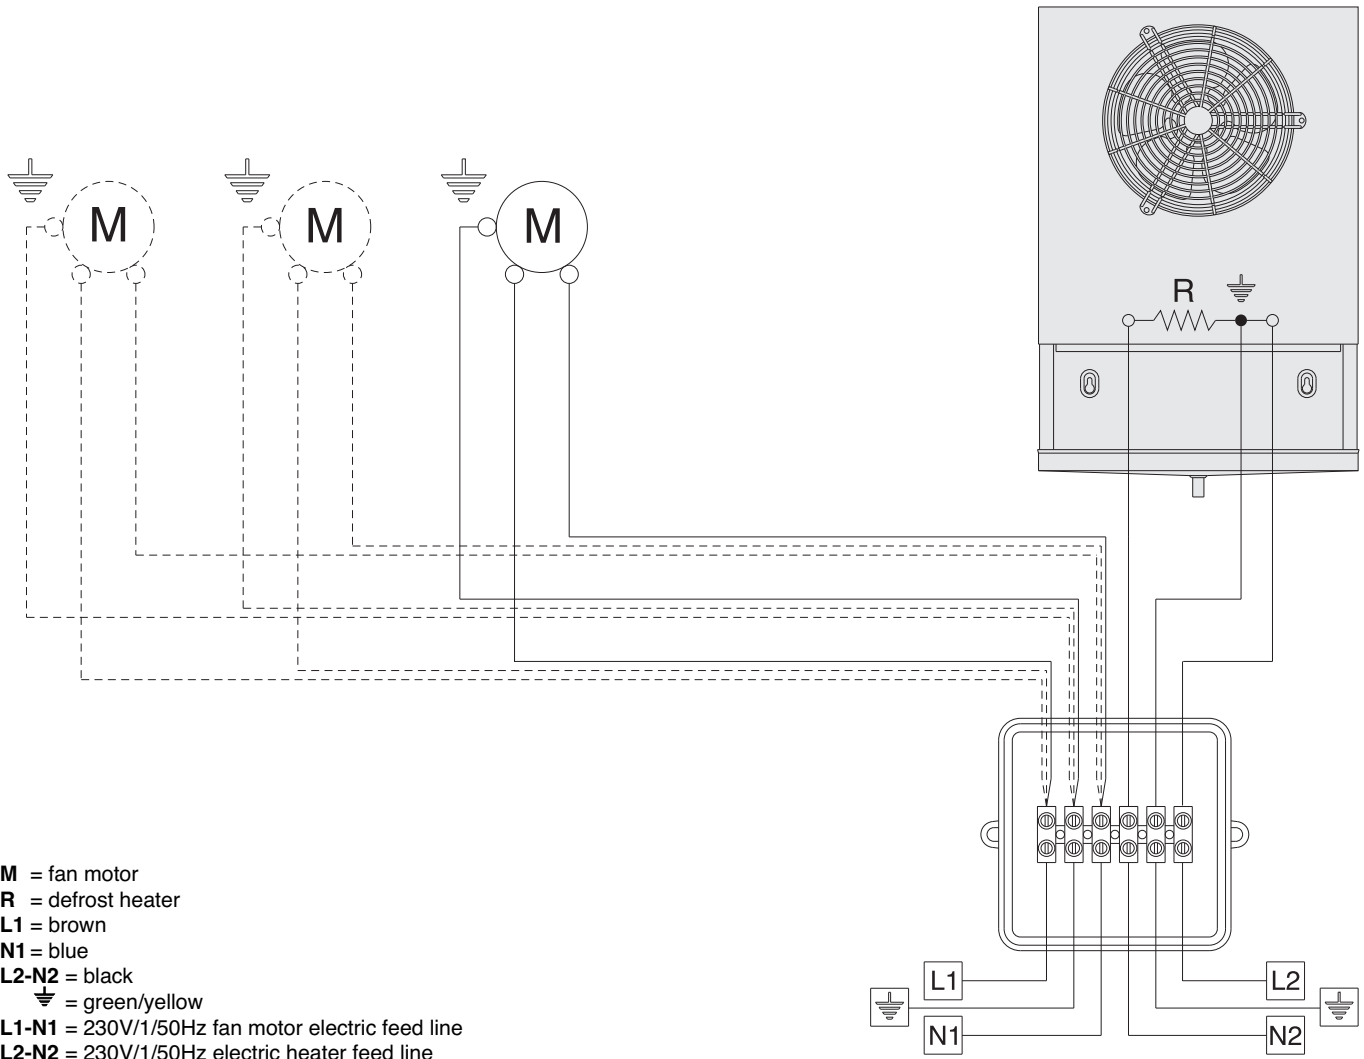 M M M
R
M = fan motor
R = defrost heater
L1 = brown
N1 = blue
L2-N2 = black
= green/yellow
L1-N1 = 230V/1/50Hz fan motor electric feed line
L2-N2 = 230V/1/50Hz electric heater feed line
L1 L2
N1 N2